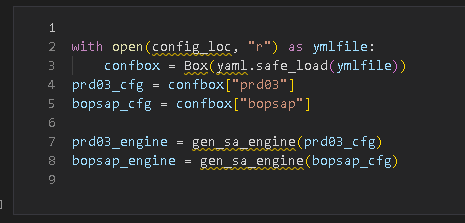 1
2 with open(config_loc, "r") as ymlfile:
3     confbox = Box(yaml.safe_load(ymlfile))
4 prd03_cfg = confbox["prd03"]
5 bopsap_cfg = confbox["bopsap"]
6
7 prd03_engine = gen_sa_engine(prd03_cfg)
8 bopsap_engine = gen_sa_engine(bopsap_cfg)
9
]